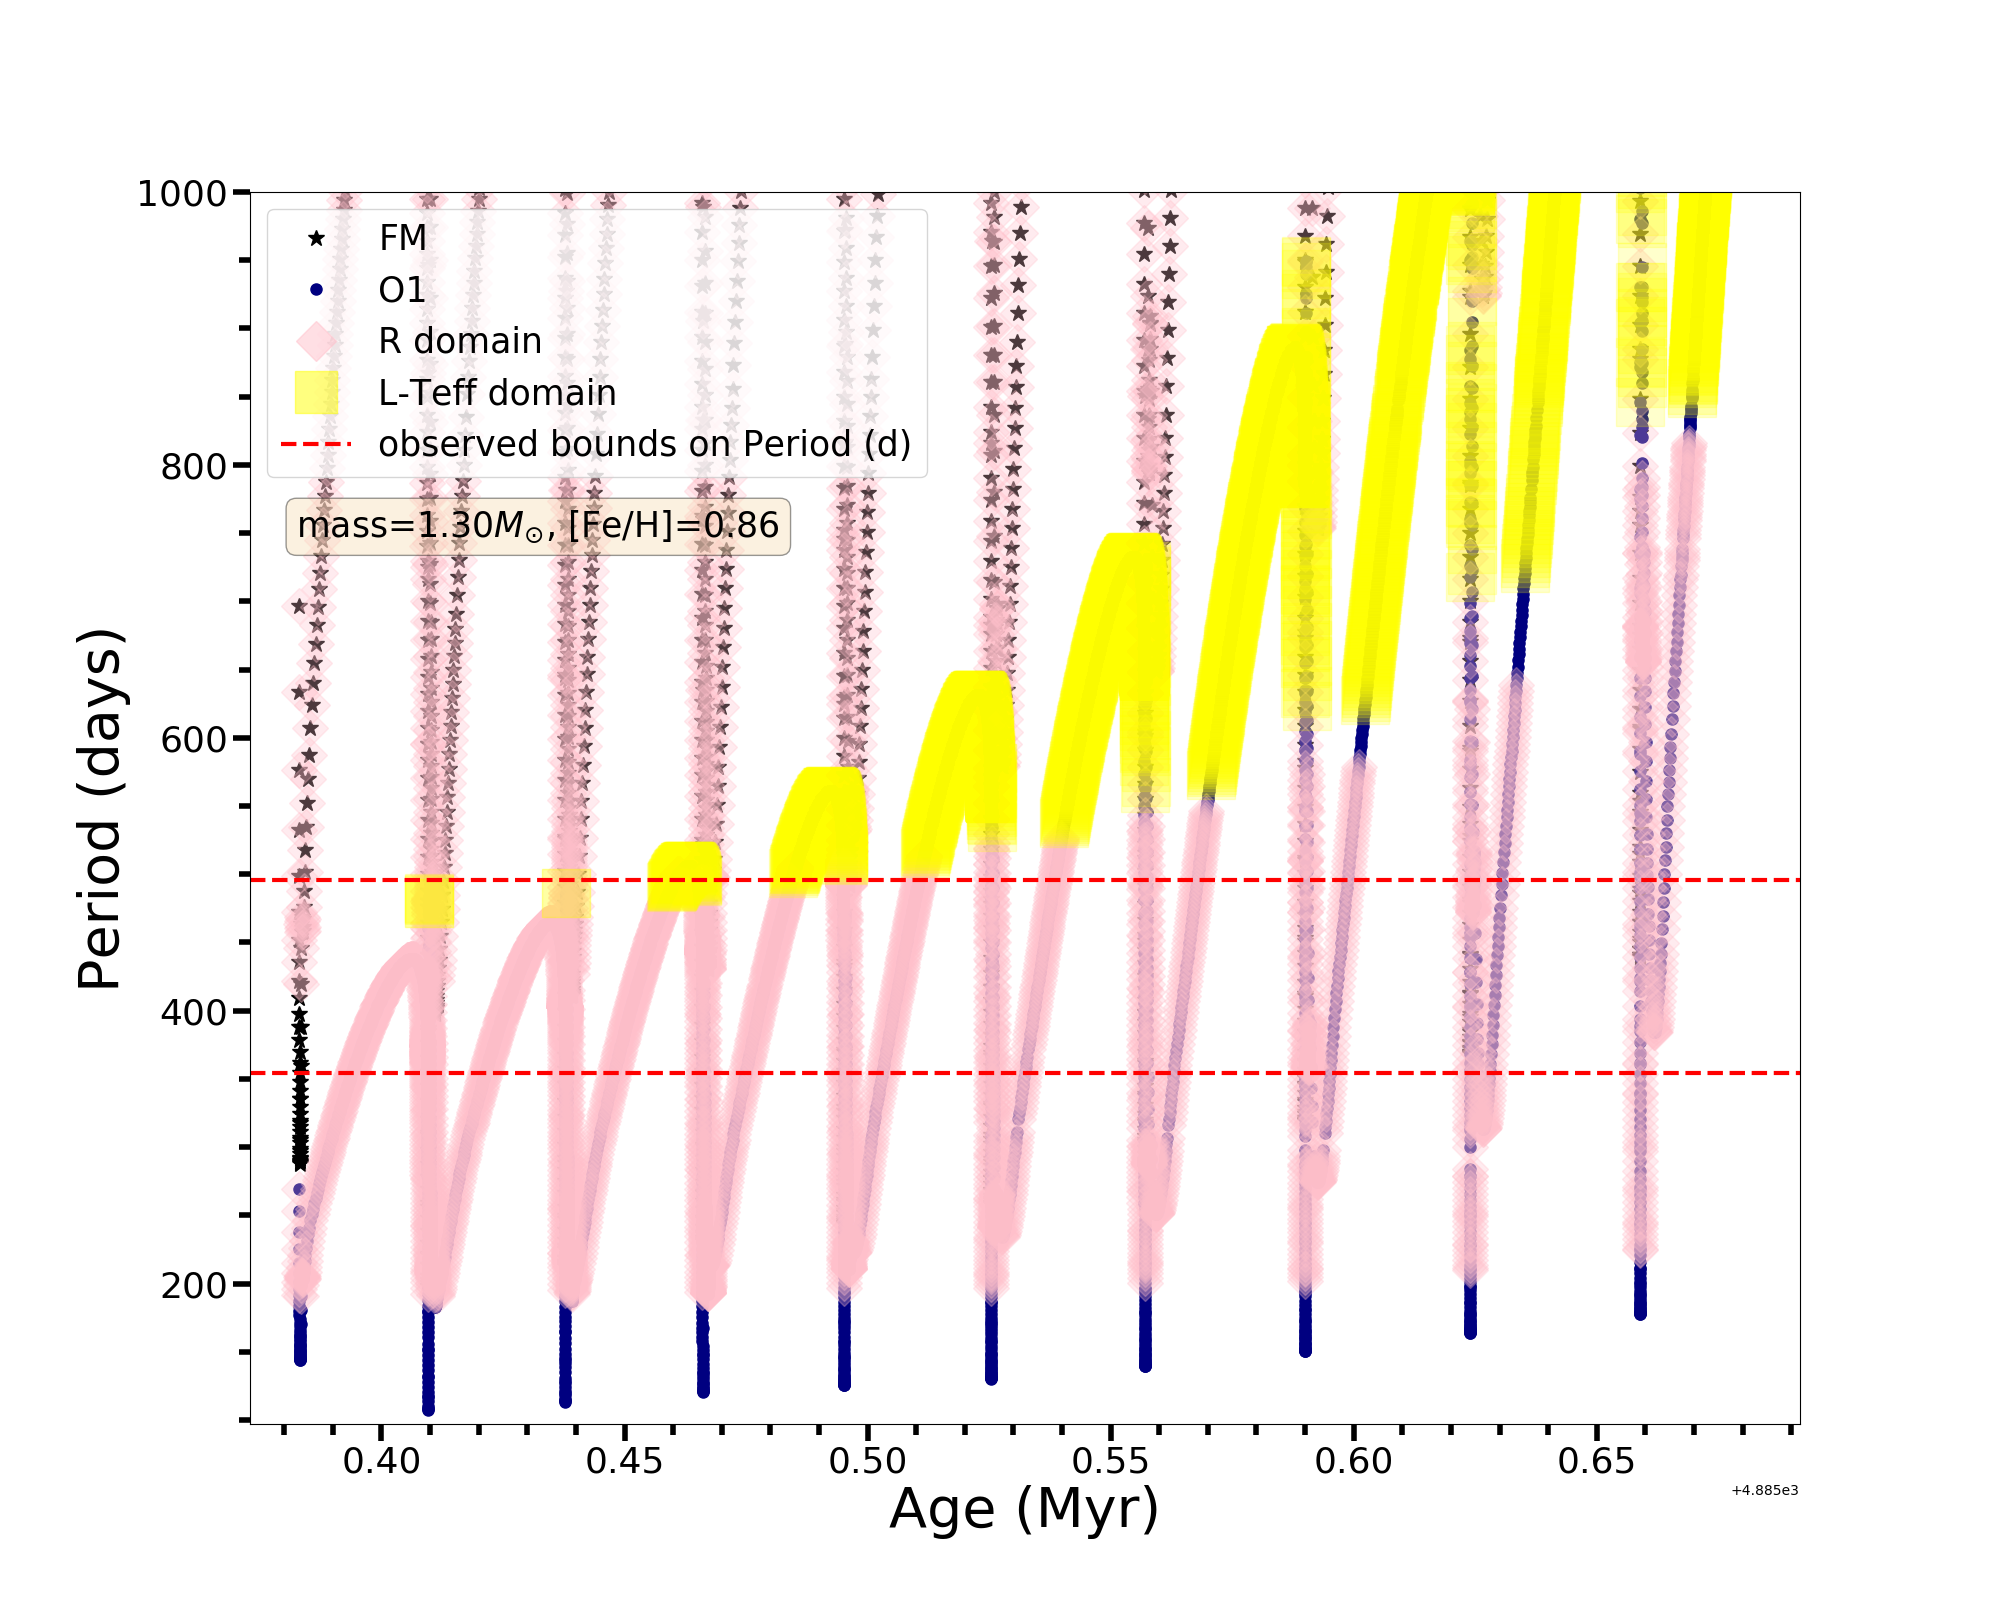 1000
800
600
400
200
Period (days)
FM
O1
R domain
L-Teff domain
observed bounds on Period (d)
mass=1.30M⊙, [Fe/H]=0.86
0.40 0.45 0.50 0.55 0.60 0.65
+4.885e3
Age (Myr)